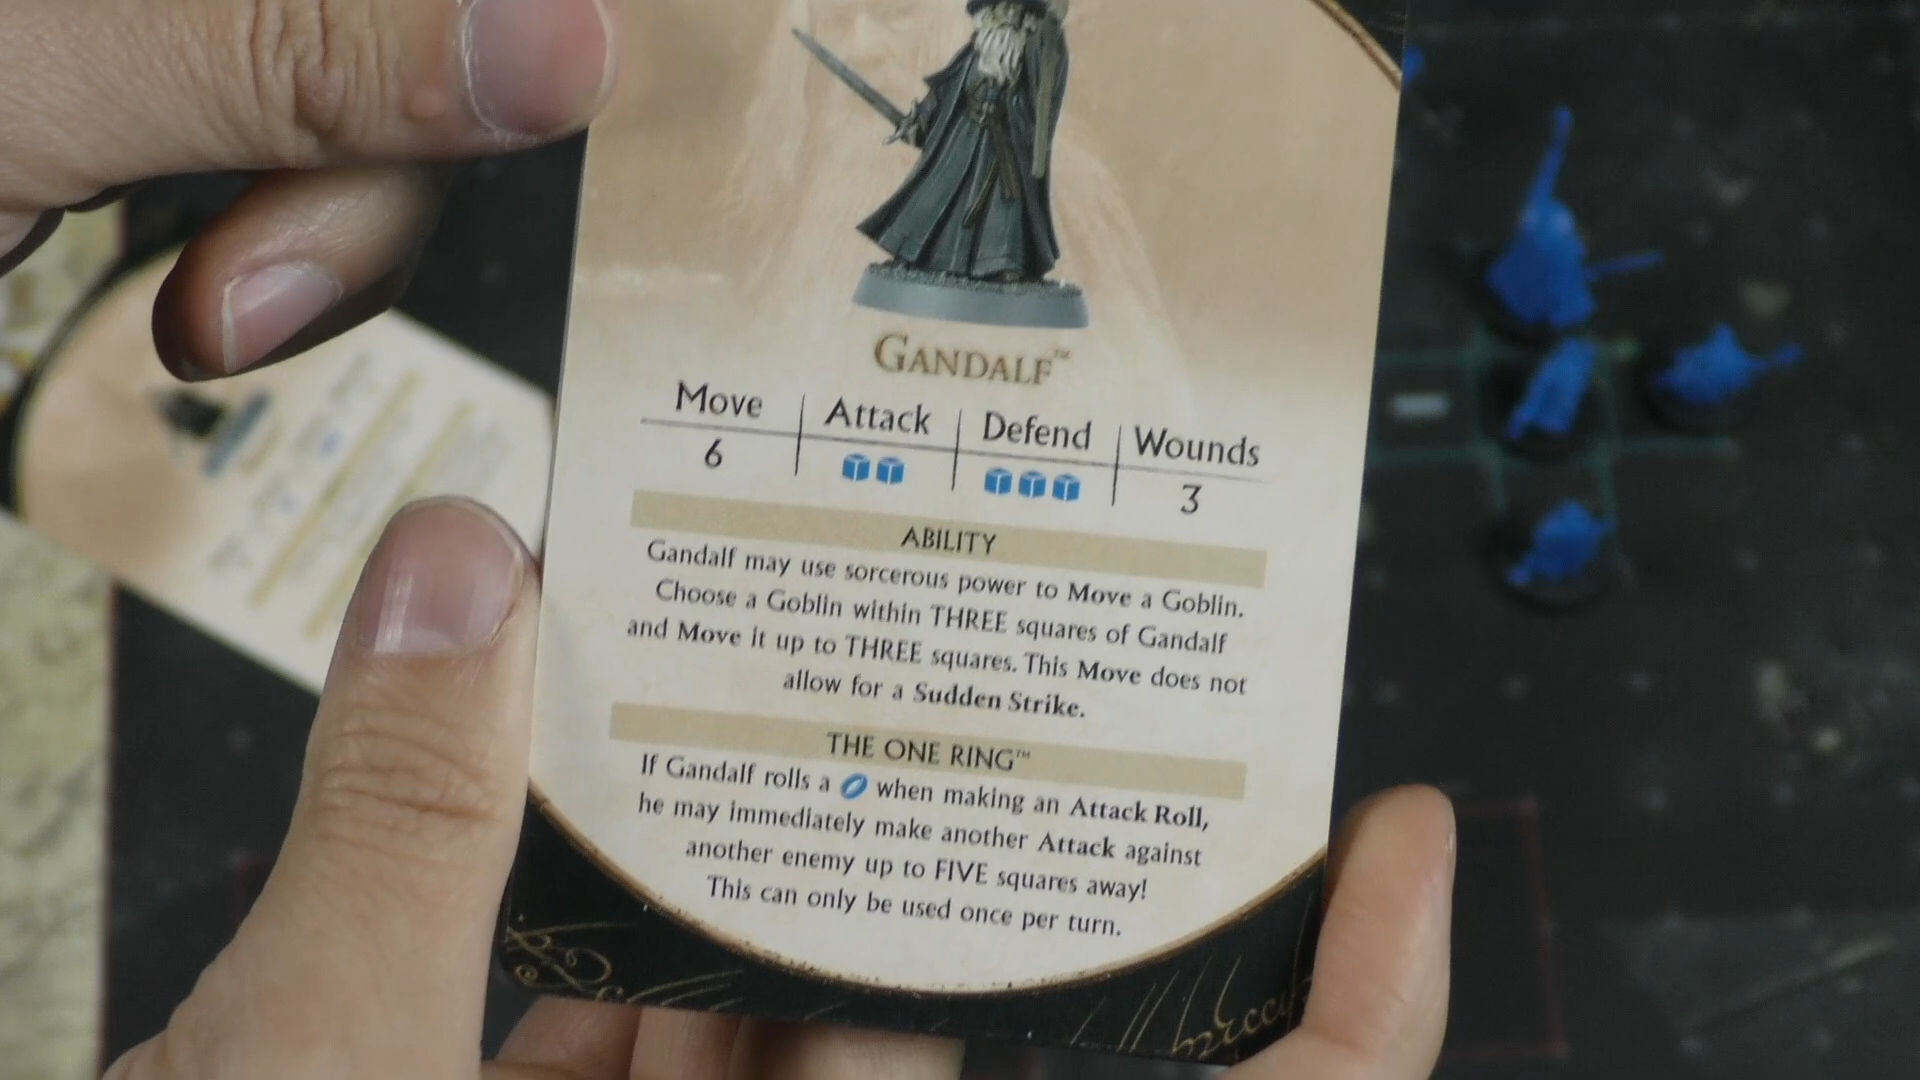 GANDALF™
Move Attack Defend Wounds
6 3
ABILITY
Gandalf may use sorcerous power to Move a Goblin.
Choose a Goblin within THREE squares of Gandalf
and Move it up to THREE squares. This Move does not
allow for a Sudden Strike.
THE ONE RING™
If Gandalf rolls a when making an Attack Roll,
he may immediately make another Attack against
another enemy up to FIVE squares away!
This can only be used once per turn.